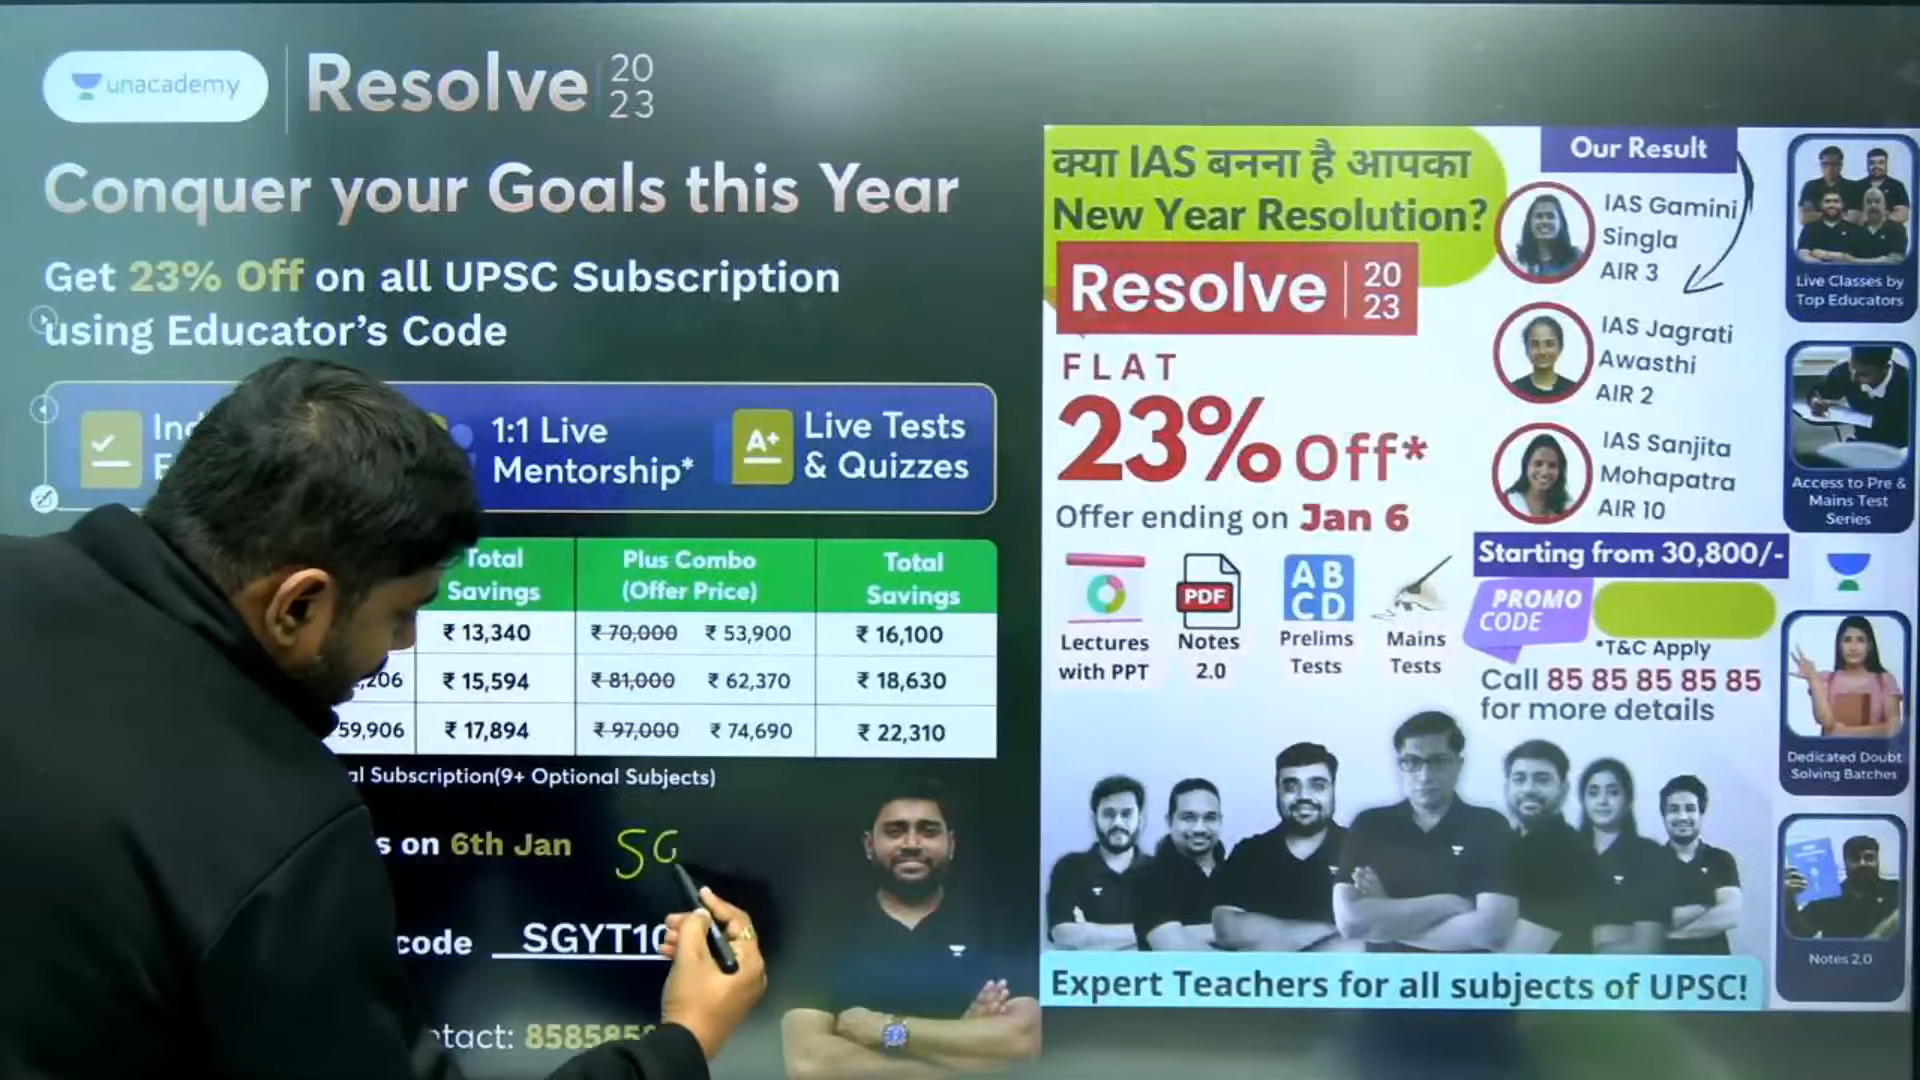 unacademy
Resolve 20 23
Conquer your Goals this Year
Get 23% Off on all UPSC Subscription
using Educator's Code
1:1 Live
Mentorship*
A+
Live Tests
& Quizzes
Total Savings
Plus Combo (Offer Price)
Total Savings
₹ 13,340 ₹ 70,000 ₹ 53,900 ₹ 16,100
,206 ₹ 15,594 ₹ 81,000 ₹ 62,370 ₹ 18,630
59,906 ₹ 17,894 ₹ 97,000 ₹ 74,690 ₹ 22,310
al Subscription(9+ Optional Subjects)
s on 6th Jan
SG
code SGYT10
ntact: 858585
क्या IAS बनना है आपका
New Year Resolution?
Resolve 20 23
FLAT
23% Off*
Offer ending on Jan 6
Lectures
with PPT
PDF
Notes
2.0
AB
CD
Prelims
Tests
Mains
Tests
Our Result
IAS Gamini
Singla
AIR 3
IAS Jagrati
Awasthi
AIR 2
IAS Sanjita
Mohapatra
AIR 10
Starting from 30,800/-
PROMO
CODE
*T&C Apply
Call 85 85 85 85 85
for more details
Expert Teachers for all subjects of UPSC!
Live Classes by
Top Educators
Access to Pre &
Mains Test
Series
Dedicated Doubt
Solving Batches
Notes 2.0